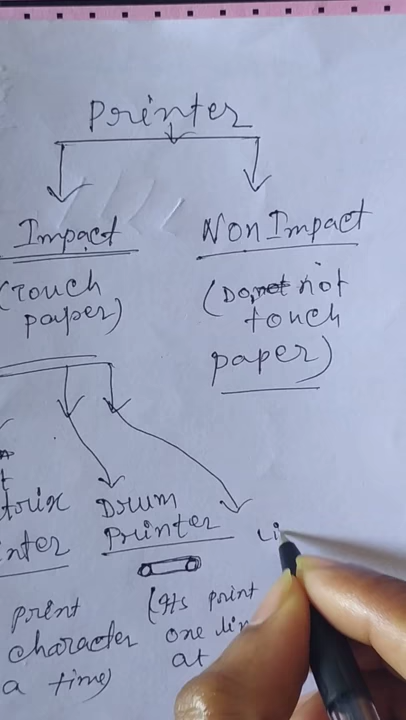 Printer
Impact
(Touch
paper)
Non Impact
(Do not
touch
paper)
Drum
Printer
print
character
a time)
(Its print
one
at
Li